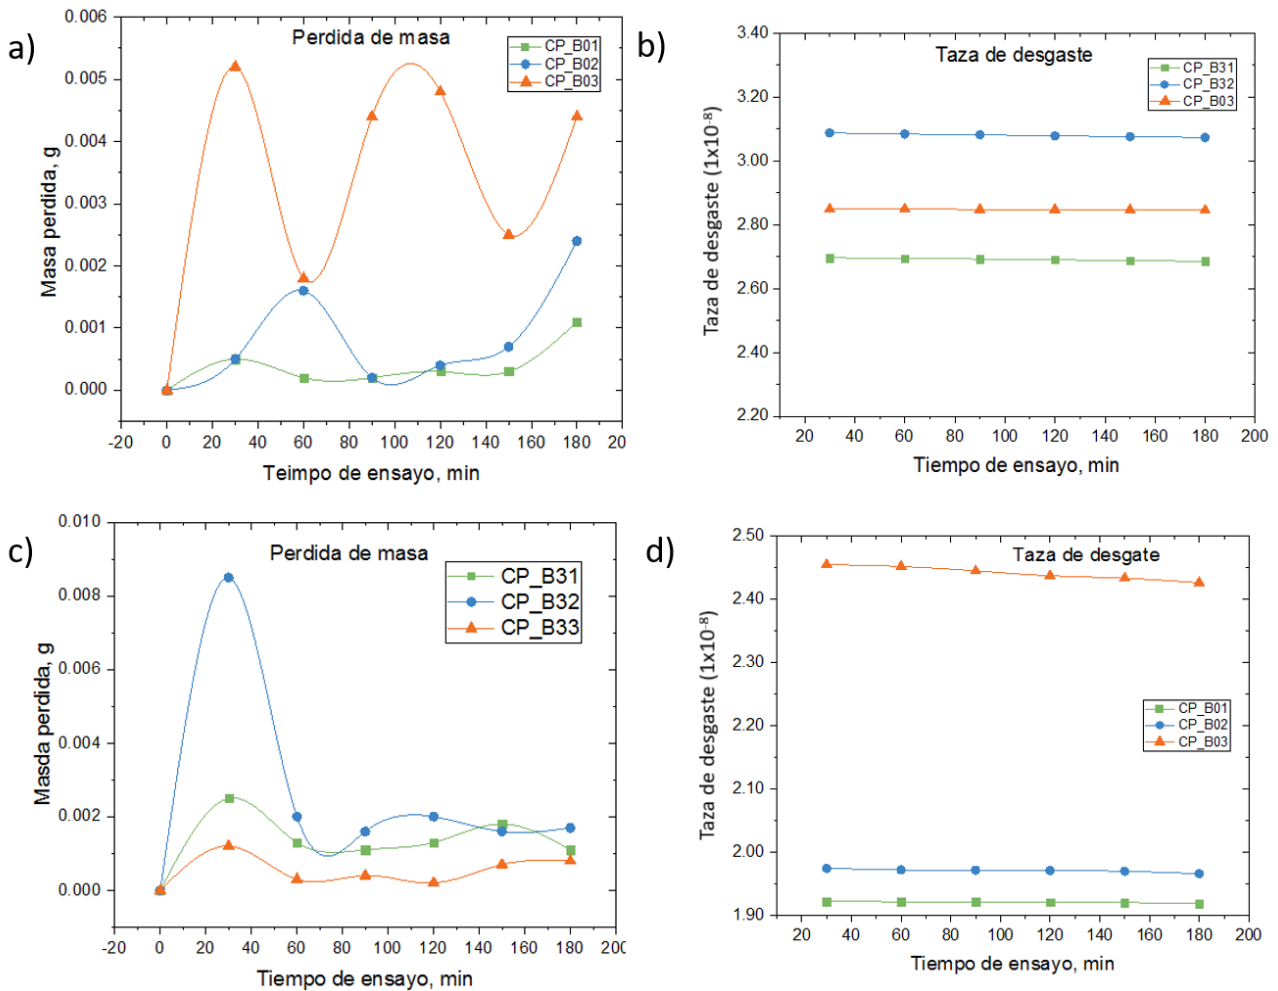 a)
Perdida de masa
CP_B01
CP_B02
CP_B03
Masa perdida, g
0.006
0.005
0.004
0.003
0.002
0.001
0.000
-20 0 20 40 60 80 100 120 140 160 180 20
Teimpo de ensayo, min
b)
Taza de desgaste
CP_B31
CP_B32
CP_B03
Taza de desgaste (1x10⁻⁸)
3.40
3.20
3.00
2.80
2.60
2.40
2.20
20 40 60 80 100 120 140 160 180 200
Tiempo de ensayo, min
c)
Perdida de masa
CP_B31
CP_B32
CP_B33
Masda perdida, g
0.010
0.008
0.006
0.004
0.002
0.000
-20 0 20 40 60 80 100 120 140 160 180 200
Tiempo de ensayo, min
d)
Taza de desgate
CP_B01
CP_B02
CP_B03
Taza de desgaste (1x10⁻⁸)
2.50
2.40
2.30
2.20
2.10
2.00
1.90
20 40 60 80 100 120 140 160 180 200
Tiempo de ensayo, min